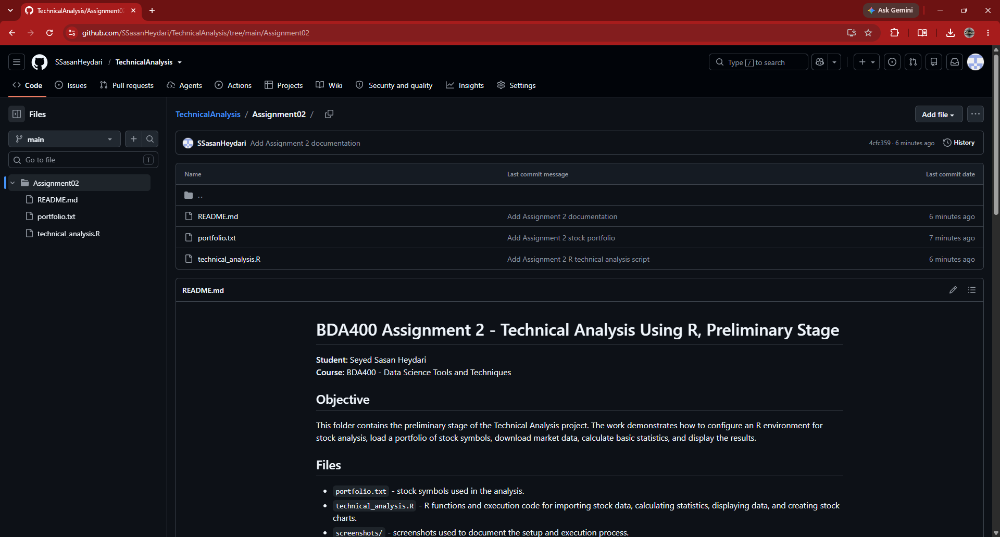 TechnicalAnalysis/Assignment02
Ask Gemini
github.com/SSasanHeydari/TechnicalAnalysis/tree/main/Assignment02
SSasanHeydari / TechnicalAnalysis
Type / to search
Code Issues Pull requests Agents Actions Projects Wiki Security and quality Insights Settings
Files
main
Go to file T
Assignment02
README.md
portfolio.txt
technical_analysis.R
TechnicalAnalysis / Assignment02 /
Add file
SSasanHeydari Add Assignment 2 documentation 4cfc359 · 6 minutes ago History
Name Last commit message Last commit date
..
README.md Add Assignment 2 documentation 6 minutes ago
portfolio.txt Add Assignment 2 stock portfolio 7 minutes ago
technical_analysis.R Add Assignment 2 R technical analysis script 6 minutes ago
README.md
BDA400 Assignment 2 - Technical Analysis Using R, Preliminary Stage
Student: Seyed Sasan Heydari
Course: BDA400 - Data Science Tools and Techniques
Objective
This folder contains the preliminary stage of the Technical Analysis project. The work demonstrates how to configure an R environment for
stock analysis, load a portfolio of stock symbols, download market data, calculate basic statistics, and display the results.
Files
• portfolio.txt - stock symbols used in the analysis.
• technical_analysis.R - R functions and execution code for importing stock data, calculating statistics, displaying data, and creating stock
charts.
• screenshots/ - screenshots used to document the setup and execution process.